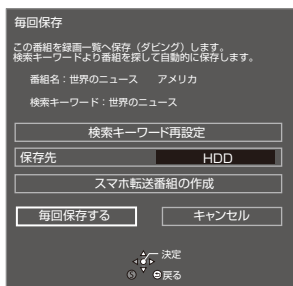 毎回保存
この番組を録画一覧へ保存（ダビング）します。
検索キーワードより番組を探して自動的に保存します。
番組名：世界のニュース　アメリカ
検索キーワード：世界のニュース
検索キーワード再設定
保存先　HDD
スマホ転送番組の作成
毎回保存する　キャンセル
決定
S 戻る